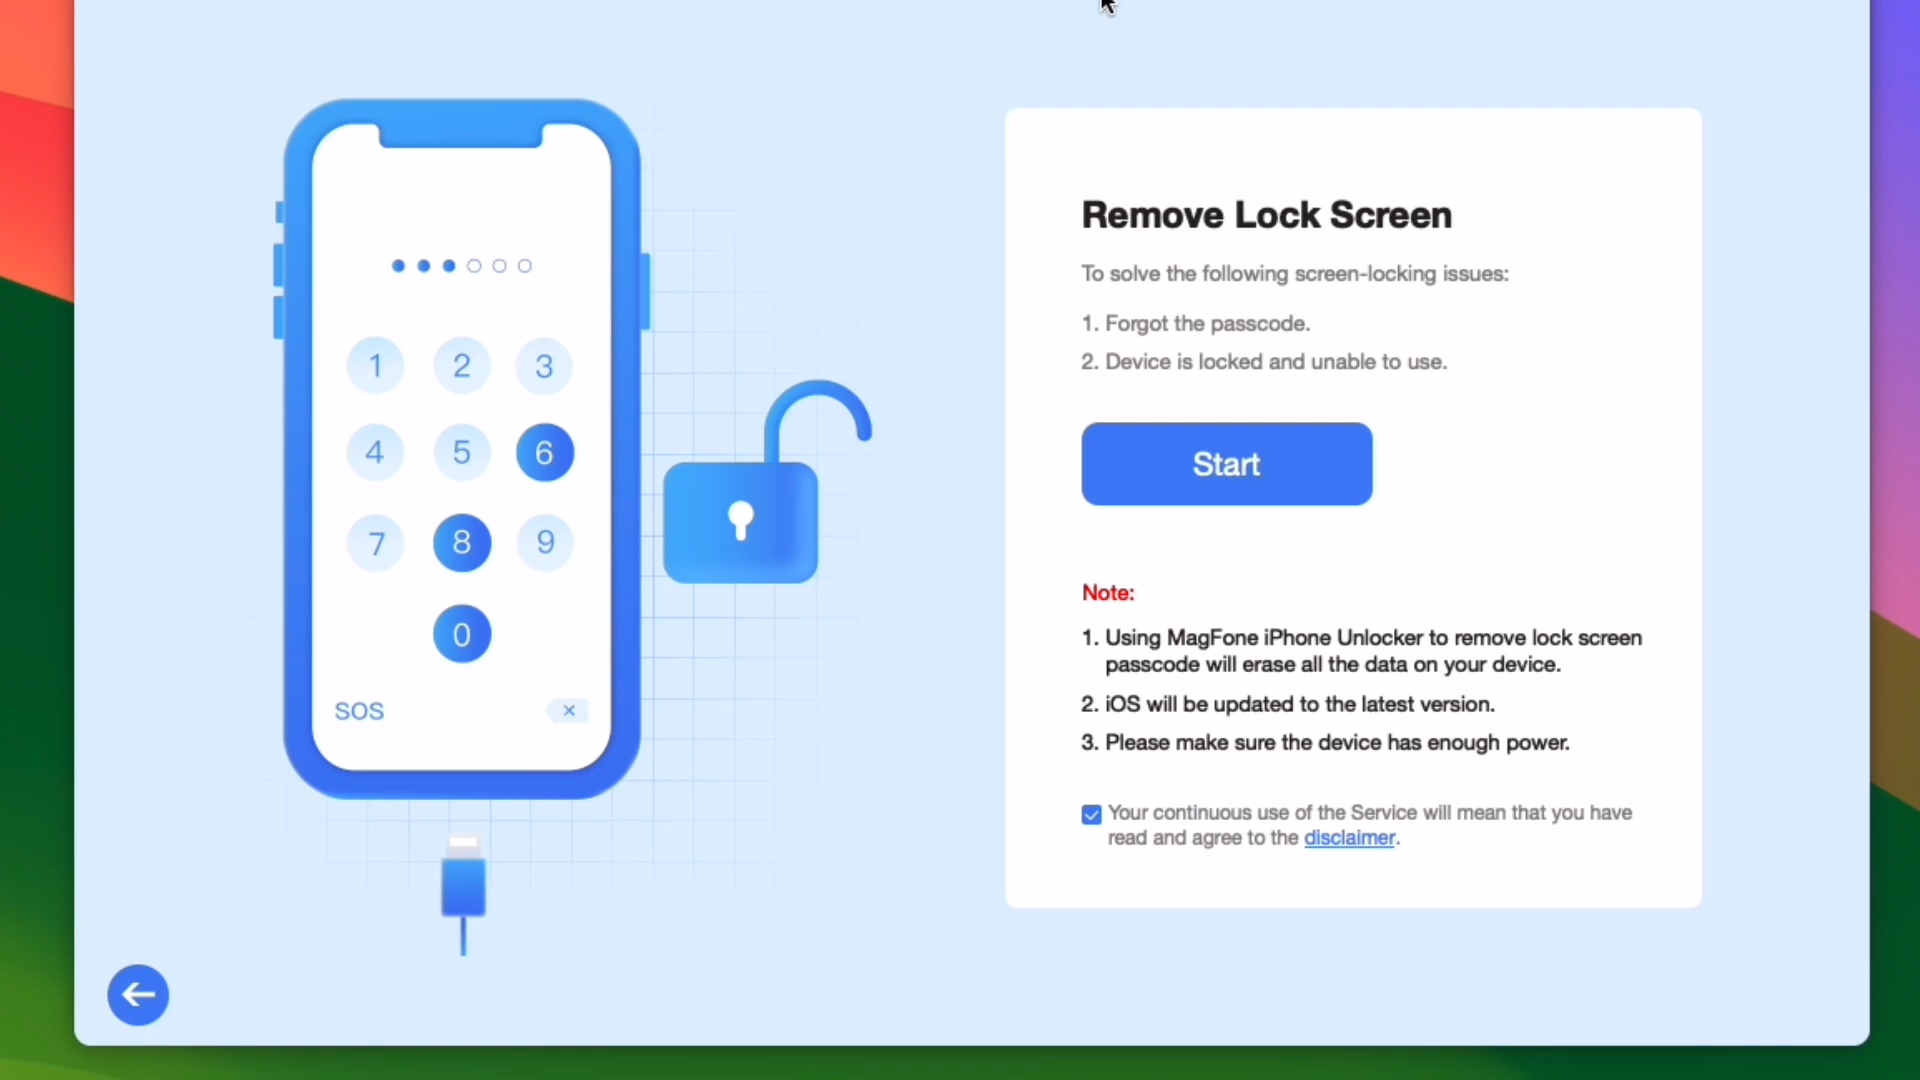 1 2 3
4 5 6
7 8 9
0
SOS
Remove Lock Screen
To solve the following screen-locking issues:
1. Forgot the passcode.
2. Device is locked and unable to use.
Start
Note:
1. Using MagFone iPhone Unlocker to remove lock screen
passcode will erase all the data on your device.
2. iOS will be updated to the latest version.
3. Please make sure the device has enough power.
Your continuous use of the Service will mean that you have
read and agree to the disclaimer.